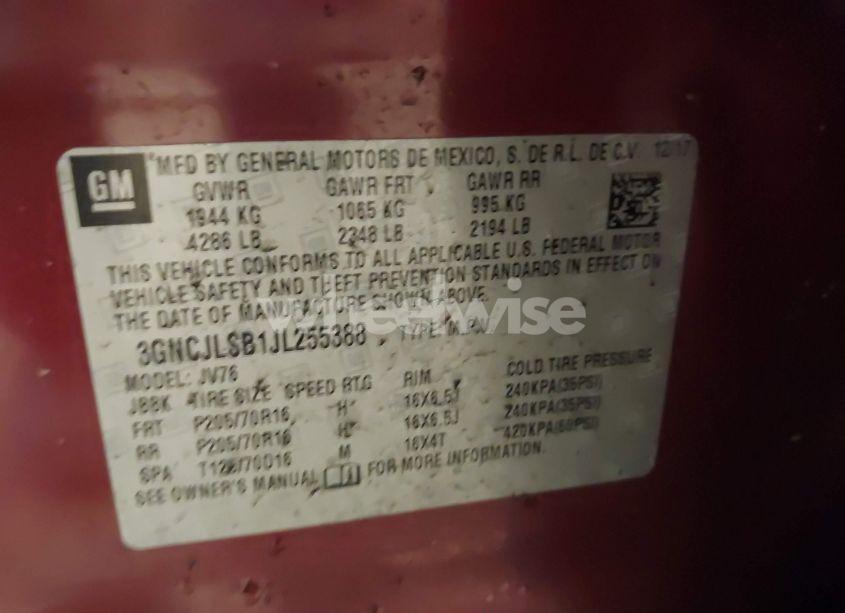 GM
MFD BY GENERAL MOTORS DE MEXICO, S. DE R.L. DE C.V. 12/17
GVWR GAWR FRT GAWR RR
1944 KG 1065 KG 995 KG
4286 LB 2348 LB 2194 LB
THIS VEHICLE CONFORMS TO ALL APPLICABLE U.S. FEDERAL MOTOR
VEHICLE SAFETY AND THEFT PREVENTION STANDARDS IN EFFECT ON
THE DATE OF MANUFACTURE SHOWN ABOVE.
wheelwise
3GNCJLSB1JL255388 TYPE: M.P.V.
MODEL: JV76
JBBK TIRE SIZE SPEED RTG RIM COLD TIRE PRESSURE
FRT P205/70R16 H 16X6.5J 240KPA(35PSI)
RR P205/70R16 H 16X6.5J 240KPA(35PSI)
SPA M 16X4T 420KPA(60PSI)
SEE OWNER'S MANUAL FOR MORE INFORMATION.